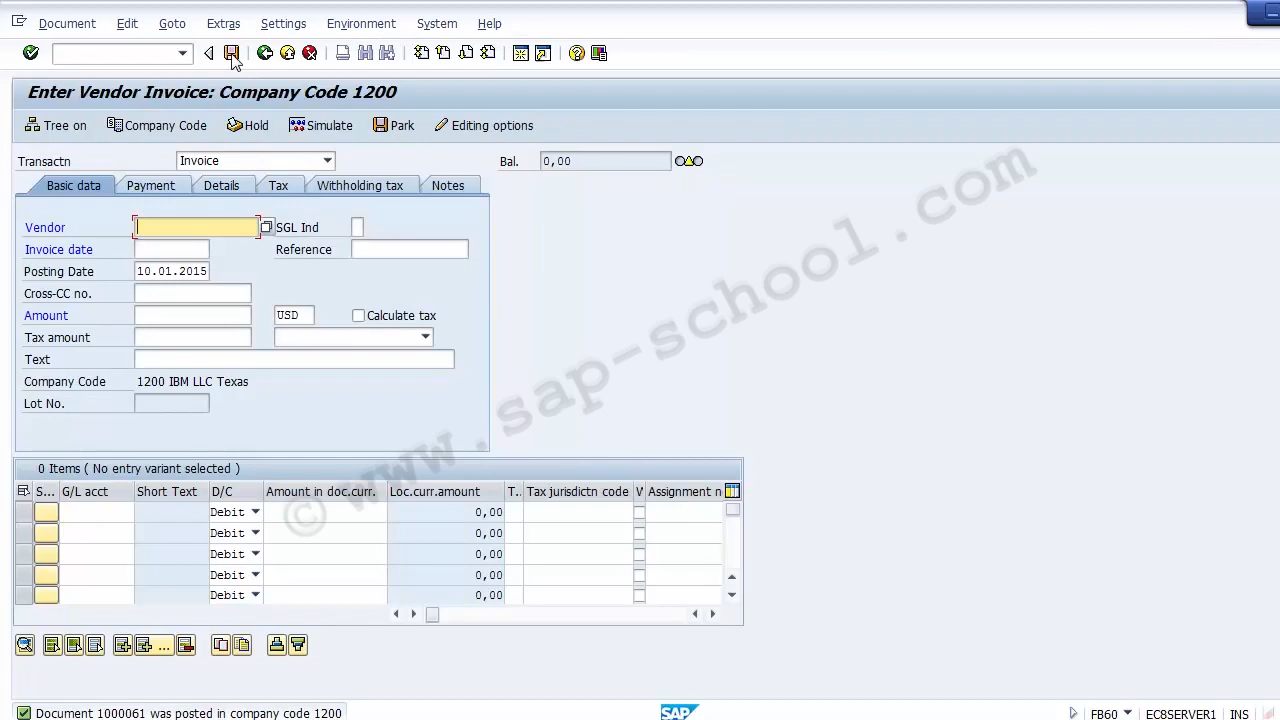 Document Edit Goto Extras Settings Environment System Help
Enter Vendor Invoice: Company Code 1200
Tree on Company Code Hold Simulate Park Editing options
Transactn Invoice Bal. 0,00
Basic data Payment Details Tax Withholding tax Notes
Vendor SGL Ind
Invoice date Reference
Posting Date 10.01.2015
Cross-CC no.
Amount USD Calculate tax
Tax amount
Text
Company Code 1200 IBM LLC Texas
Lot No.
0 Items ( No entry variant selected )
S... G/L acct Short Text D/C Amount in doc.curr. Loc.curr.amount T.. Tax jurisdictn code V Assignment n
Debit 0,00
Debit 0,00
Debit 0,00
Debit 0,00
Debit 0,00
© www.sap-school.com
Document 1000061 was posted in company code 1200 SAP FB60 EC8SERVER1 INS